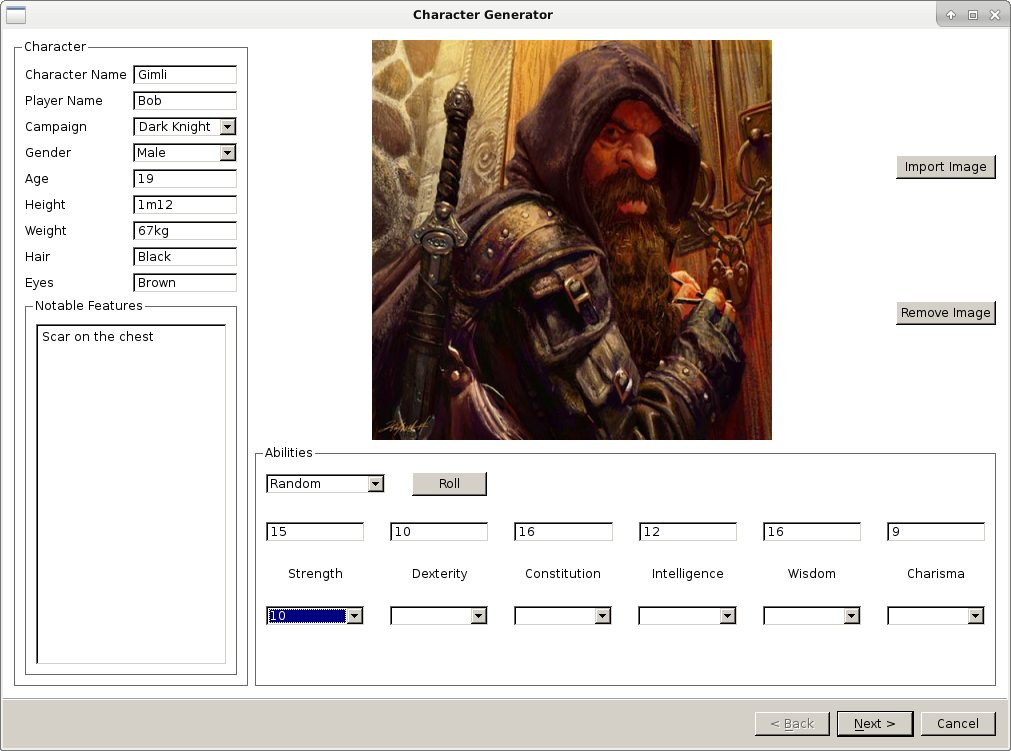 Character Generator
Character
Character Name Gimli
Player Name Bob
Campaign Dark Knight
Gender Male
Age 19
Height 1m12
Weight 67kg
Hair Black
Eyes Brown
Notable Features
Scar on the chest
Import Image
Remove Image
Abilities
Random Roll
15 10 16 12 16 9
Strength Dexterity Constitution Intelligence Wisdom Charisma
10
< Back Next > Cancel